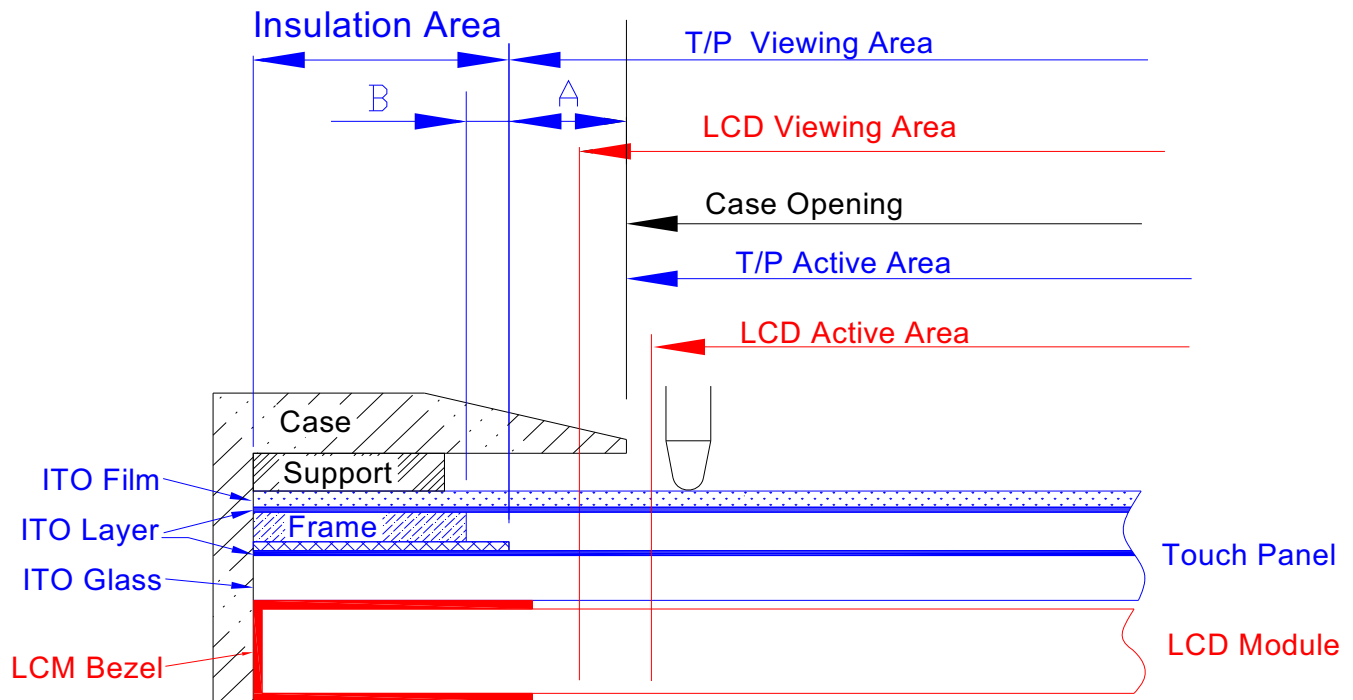 Insulation Area
T/P Viewing Area
B
A
LCD Viewing Area
Case Opening
T/P Active Area
LCD Active Area
Case
Support
ITO Film
ITO Layer
Frame
Touch Panel
ITO Glass
LCD Module
LCM Bezel